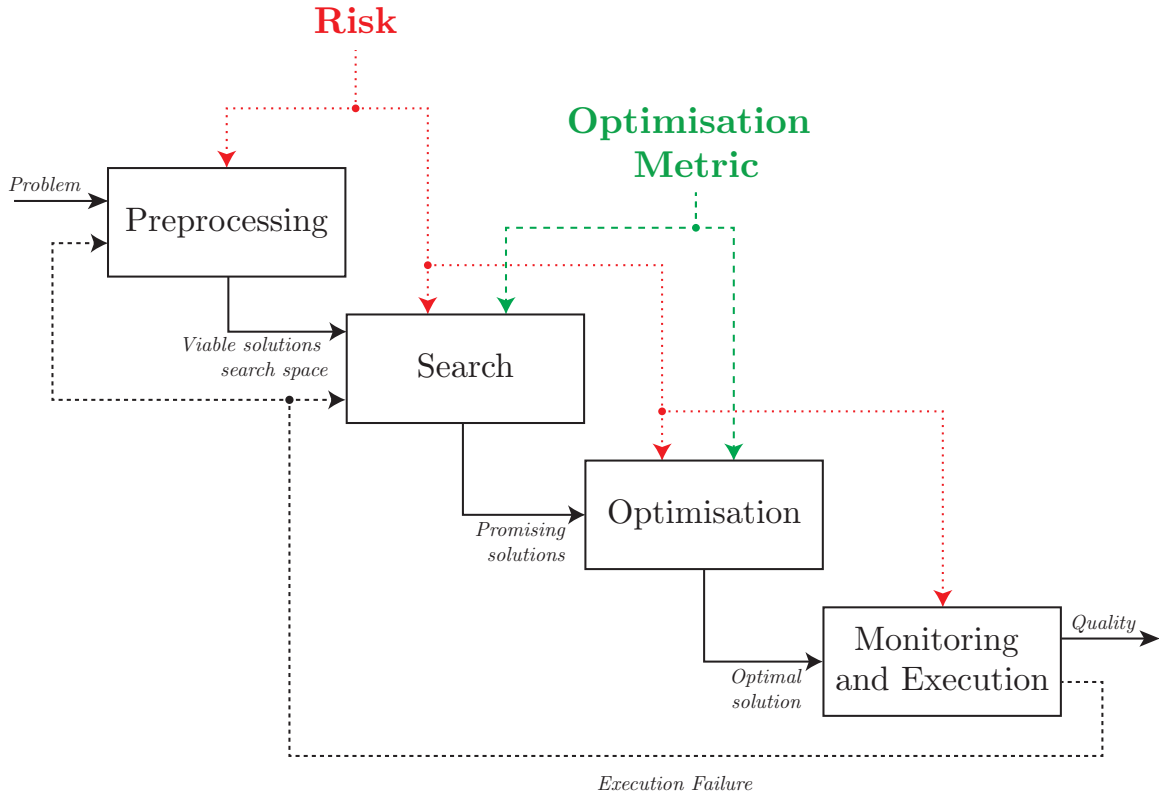 Risk
Optimisation
Metric
Problem
Preprocessing
Viable solutions
search space
Search
Promising
solutions
Optimisation
Optimal
solution
Monitoring
and Execution
Quality
Execution Failure